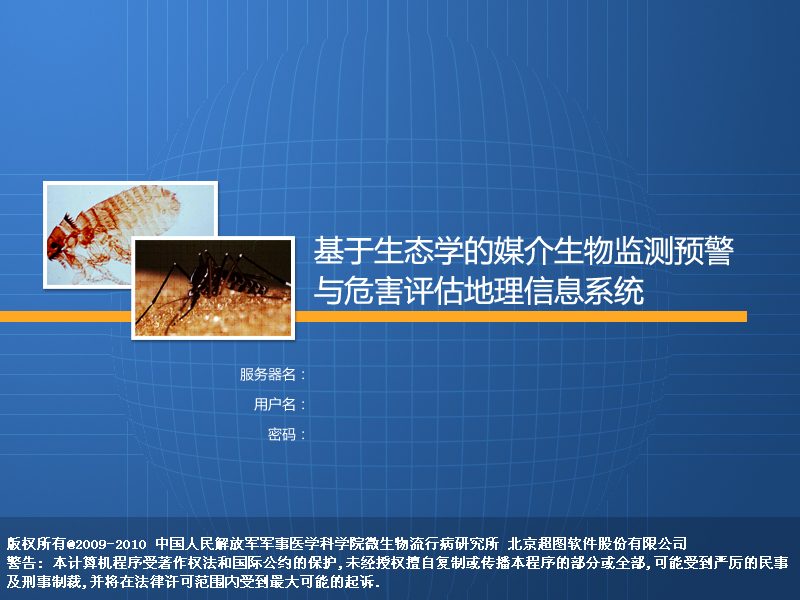 基于生态学的媒介生物监测预警
与危害评估地理信息系统
服务器名：
用户名：
密码：
版权所有@2009-2010 中国人民解放军军事医学科学院微生物流行病研究所 北京超图软件股份有限公司
警告: 本计算机程序受著作权法和国际公约的保护,未经授权擅自复制或传播本程序的部分或全部,可能受到严厉的民事
及刑事制裁,并将在法律许可范围内受到最大可能的起诉.